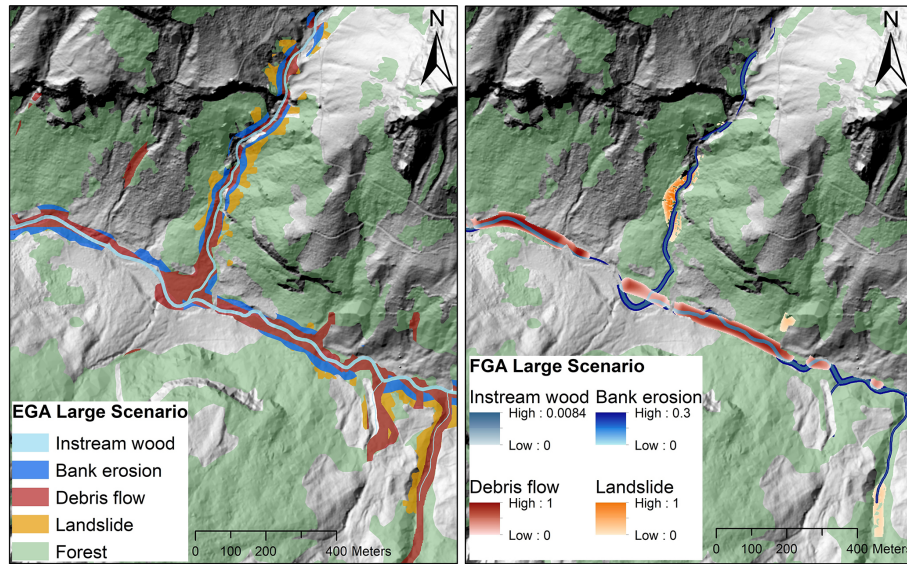 N
EGA Large Scenario
Instream wood
Bank erosion
Debris flow
Landslide
Forest
0 100 200 400 Meters
N
FGA Large Scenario
Instream wood Bank erosion
High : 0.0084 High : 0.3
Low : 0 Low : 0
Debris flow Landslide
High : 1 High : 1
Low : 0 Low : 0
0 100 200 400 Meters